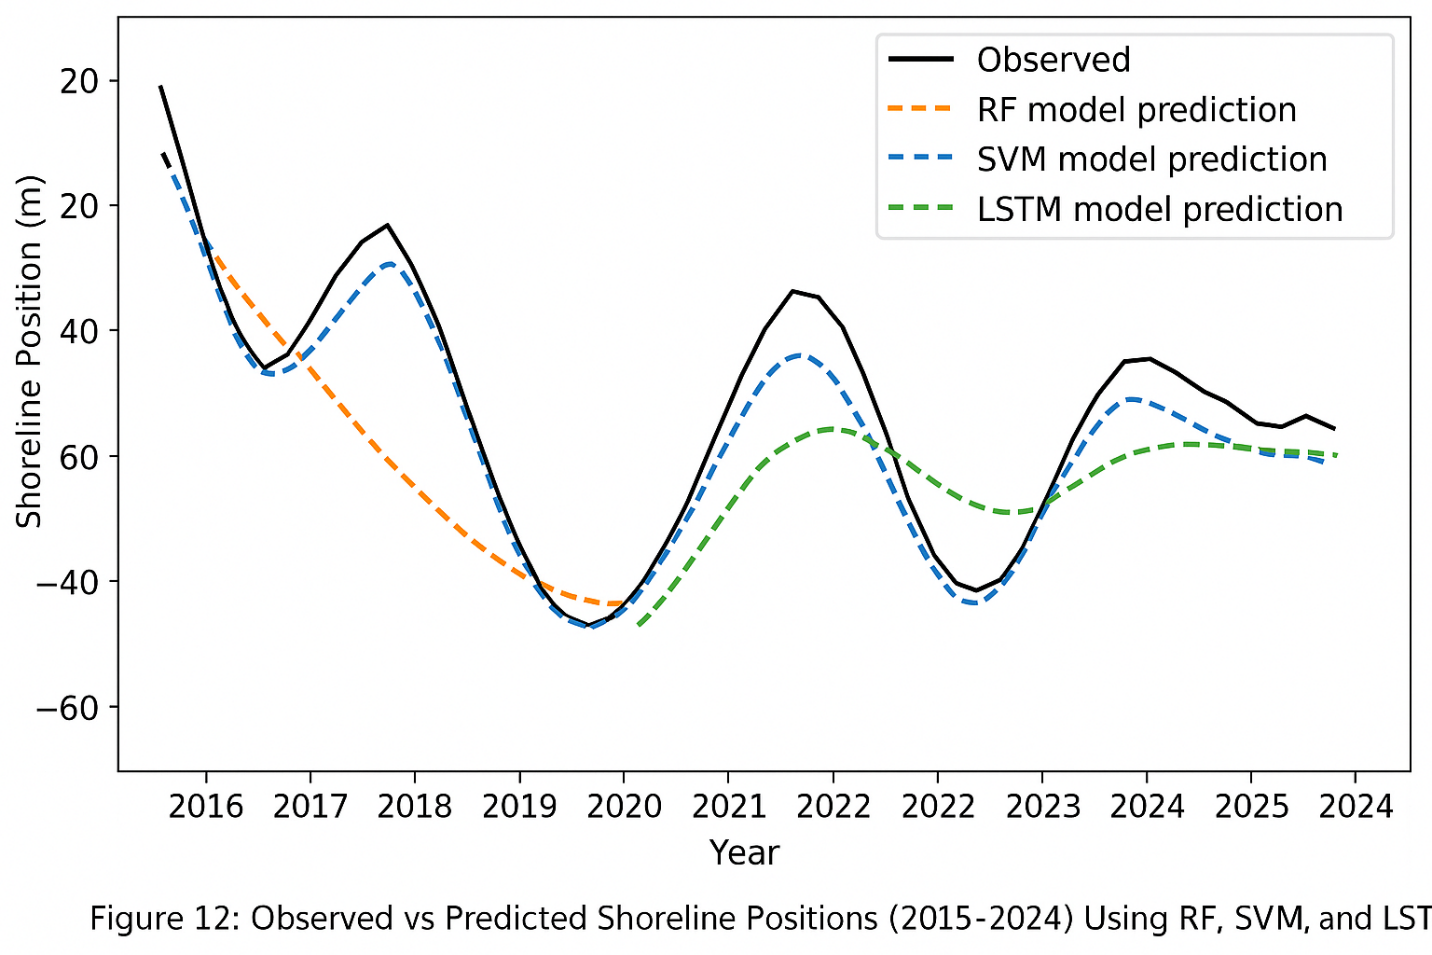 Observed
RF model prediction
SVM model prediction
LSTM model prediction
Shoreline Position (m)
20
20
40
60
−40
−60
2016 2017 2018 2019 2020 2021 2022 2022 2023 2024 2025 2024
Year
Figure 12: Observed vs Predicted Shoreline Positions (2015-2024) Using RF, SVM, and LST